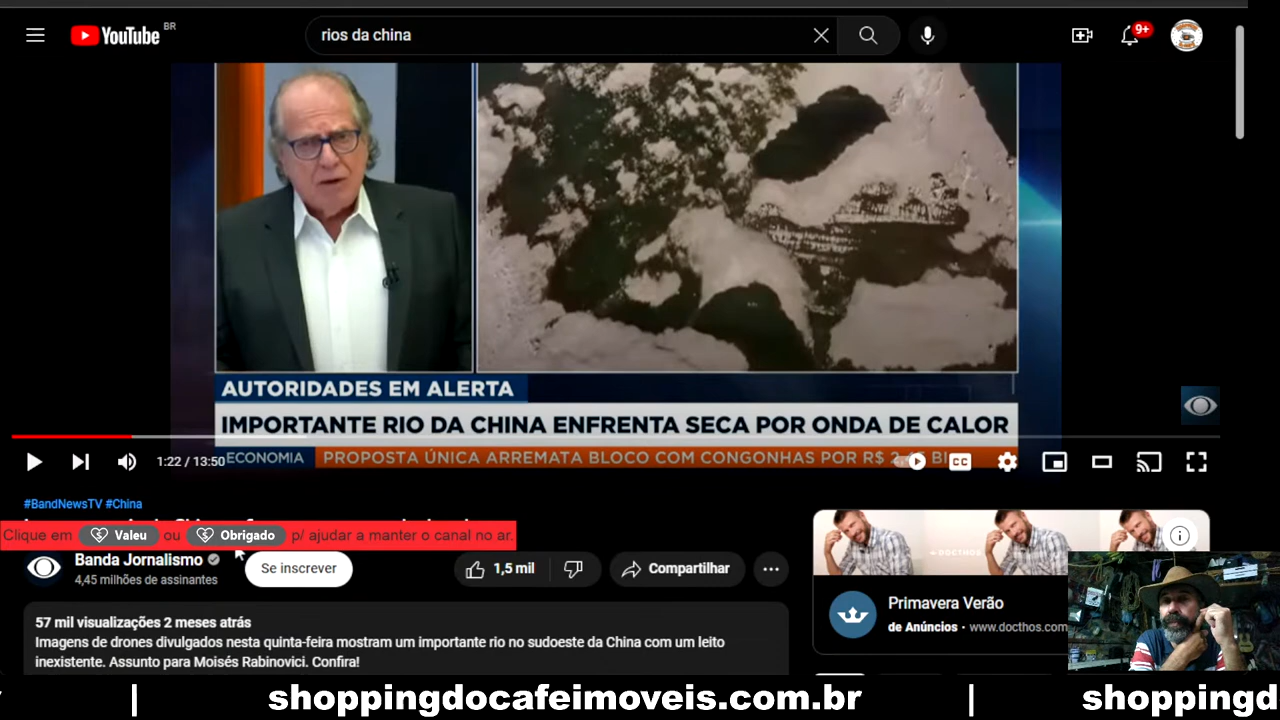 YouTube BR
rios da china
9+
AUTORIDADES EM ALERTA
IMPORTANTE RIO DA CHINA ENFRENTA SECA POR ONDA DE CALOR
1:22 / 13:50
ECONOMIA PROPOSTA ÚNICA ARREMATA BLOCO COM CONGONHAS POR R$ 2
CC
#BandNewsTV #China
Clique em Valeu ou Obrigado p/ ajudar a manter o canal no ar.
Banda Jornalismo
4,45 milhões de assinantes
Se inscrever
1,5 mil
Compartilhar
57 mil visualizações 2 meses atrás
Imagens de drones divulgados nesta quinta-feira mostram um importante rio no sudoeste da China com um leito
inexistente. Assunto para Moisés Rabinovici. Confira!
DOCTHOS
Primavera Verão
de Anúncios • www.docthos.com
| shoppingdocafeimoveis.com.br | shoppingd